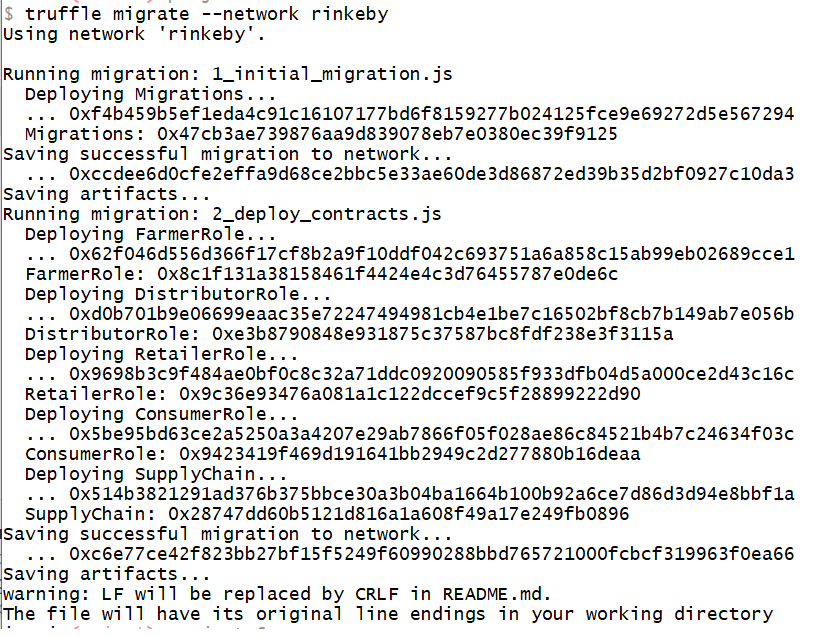 $ truffle migrate --network rinkeby
Using network 'rinkeby'.
Running migration: 1_initial_migration.js
Deploying Migrations...
... 0xf4b459b5ef1eda4c91c16107177bd6f8159277b024125fce9e69272d5e567294
Migrations: 0x47cb3ae739876aa9d839078eb7e0380ec39f9125
Saving successful migration to network...
... 0xccdee6d0cfe2effa9d68ce2bbc5e33ae60de3d86872ed39b35d2bf0927c10da3
Saving artifacts...
Running migration: 2_deploy_contracts.js
Deploying FarmerRole...
... 0x62f046d556d366f17cf8b2a9f10ddf042c693751a6a858c15ab99eb02689cce1
FarmerRole: 0x8c1f131a38158461f4424e4c3d76455787e0de6c
Deploying DistributorRole...
... 0xd0b701b9e06699eaac35e72247494981cb4e1be7c16502bf8cb7b149ab7e056b
DistributorRole: 0xe3b8790848e931875c37587bc8fdf238e3f3115a
Deploying RetailerRole...
... 0x9698b3c9f484ae0bf0c8c32a71ddc0920090585f933dfb04d5a000ce2d43c16c
RetailerRole: 0x9c36e93476a081a1c122dccef9c5f28899222d90
Deploying ConsumerRole...
... 0x5be95bd63ce2a5250a3a4207e29ab7866f05f028ae86c84521b4b7c24634f03c
ConsumerRole: 0x9423419f469d191641bb2949c2d277880b16deaa
Deploying SupplyChain...
... 0x514b3821291ad376b375bbce30a3b04ba1664b100b92a6ce7d86d3d94e8bbf1a
SupplyChain: 0x28747dd60b5121d816a1a608f49a17e249fb0896
Saving successful migration to network...
... 0xc6e77ce42f823bb27bf15f5249f60990288bbd765721000fcbcf319963f0ea66
Saving artifacts...
warning: LF will be replaced by CRLF in README.md.
The file will have its original line endings in your working directory